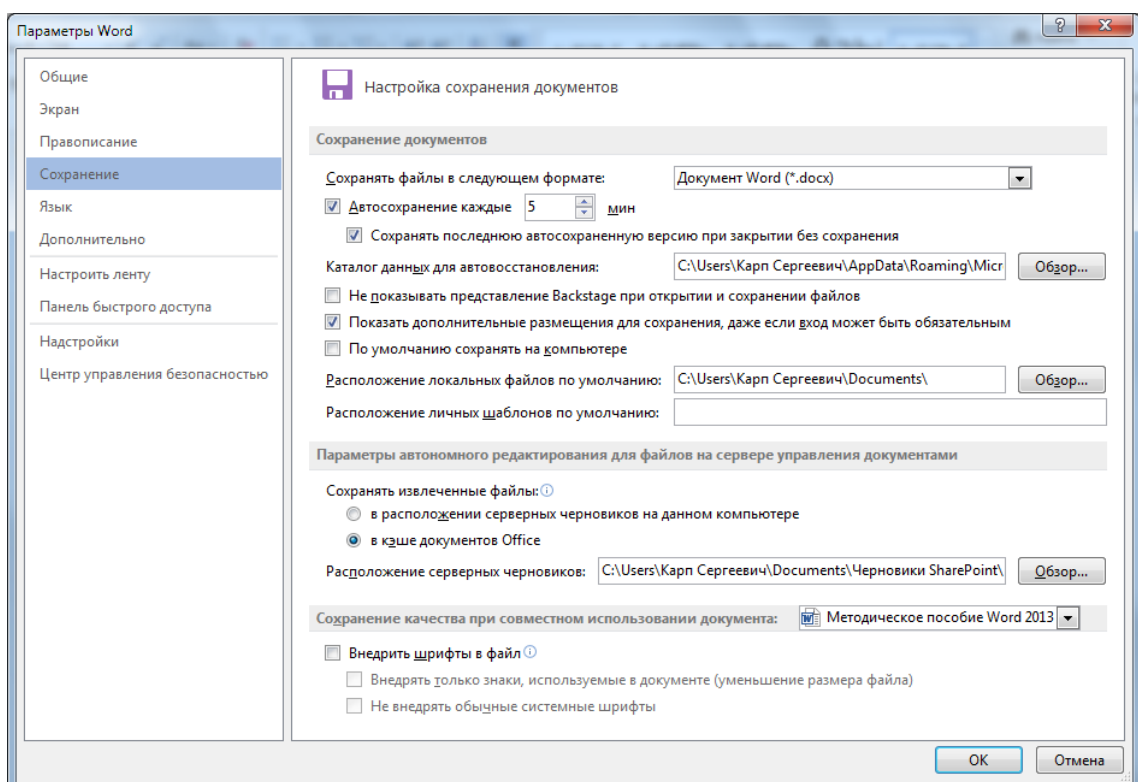 Параметры Word
Общие
Экран
Правописание
Сохранение
Язык
Дополнительно
Настроить ленту
Панель быстрого доступа
Надстройки
Центр управления безопасностью
Настройка сохранения документов
Сохранение документов
Сохранять файлы в следующем формате: Документ Word (*.docx)
Автосохранение каждые 5 мин
Сохранять последнюю автосохраненную версию при закрытии без сохранения
Каталог данных для автовосстановления: C:\Users\Карп Сергеевич\AppData\Roaming\Micr Обзор...
Не показывать представление Backstage при открытии и сохранении файлов
Показать дополнительные размещения для сохранения, даже если вход может быть обязательным
По умолчанию сохранять на компьютере
Расположение локальных файлов по умолчанию: C:\Users\Карп Сергеевич\Documents\ Обзор...
Расположение личных шаблонов по умолчанию:
Параметры автономного редактирования для файлов на сервере управления документами
Сохранять извлеченные файлы:
в расположении серверных черновиков на данном компьютере
в кэше документов Office
Расположение серверных черновиков: C:\Users\Карп Сергеевич\Documents\Черновики SharePoint\ Обзор...
Сохранение качества при совместном использовании документа: Методическое пособие Word 2013
Внедрить шрифты в файл
Внедрять только знаки, используемые в документе (уменьшение размера файла)
Не внедрять обычные системные шрифты
ОК Отмена